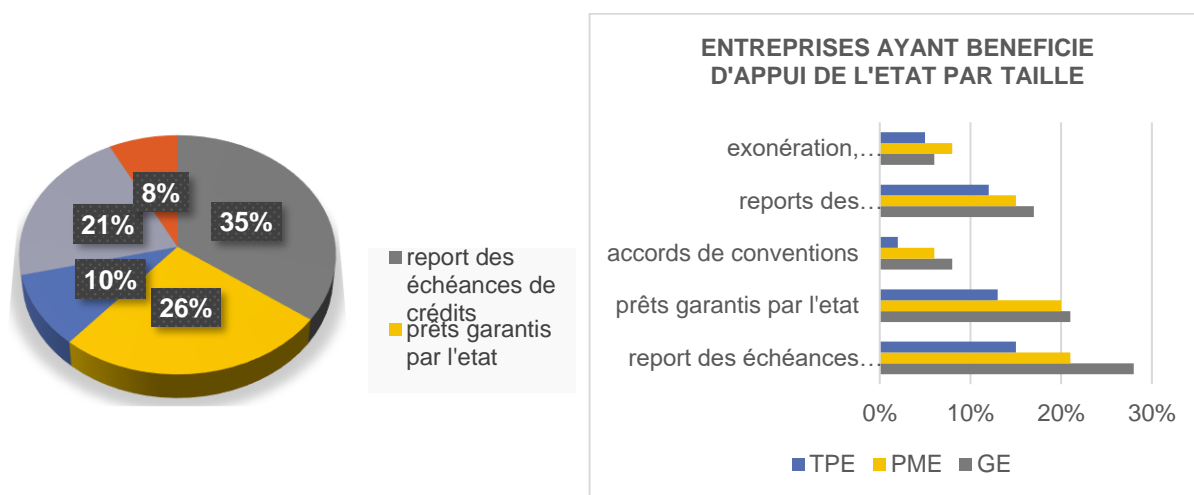 8%
35%
21%
10%
26%
report des
échéances de
crédits
prêts garantis
par l'etat
ENTREPRISES AYANT BENEFICIE
D'APPUI DE L'ETAT PAR TAILLE
exonération,…
reports des…
accords de conventions
prêts garantis par l'etat
report des échéances…
0% 10% 20% 30%
TPE PME GE